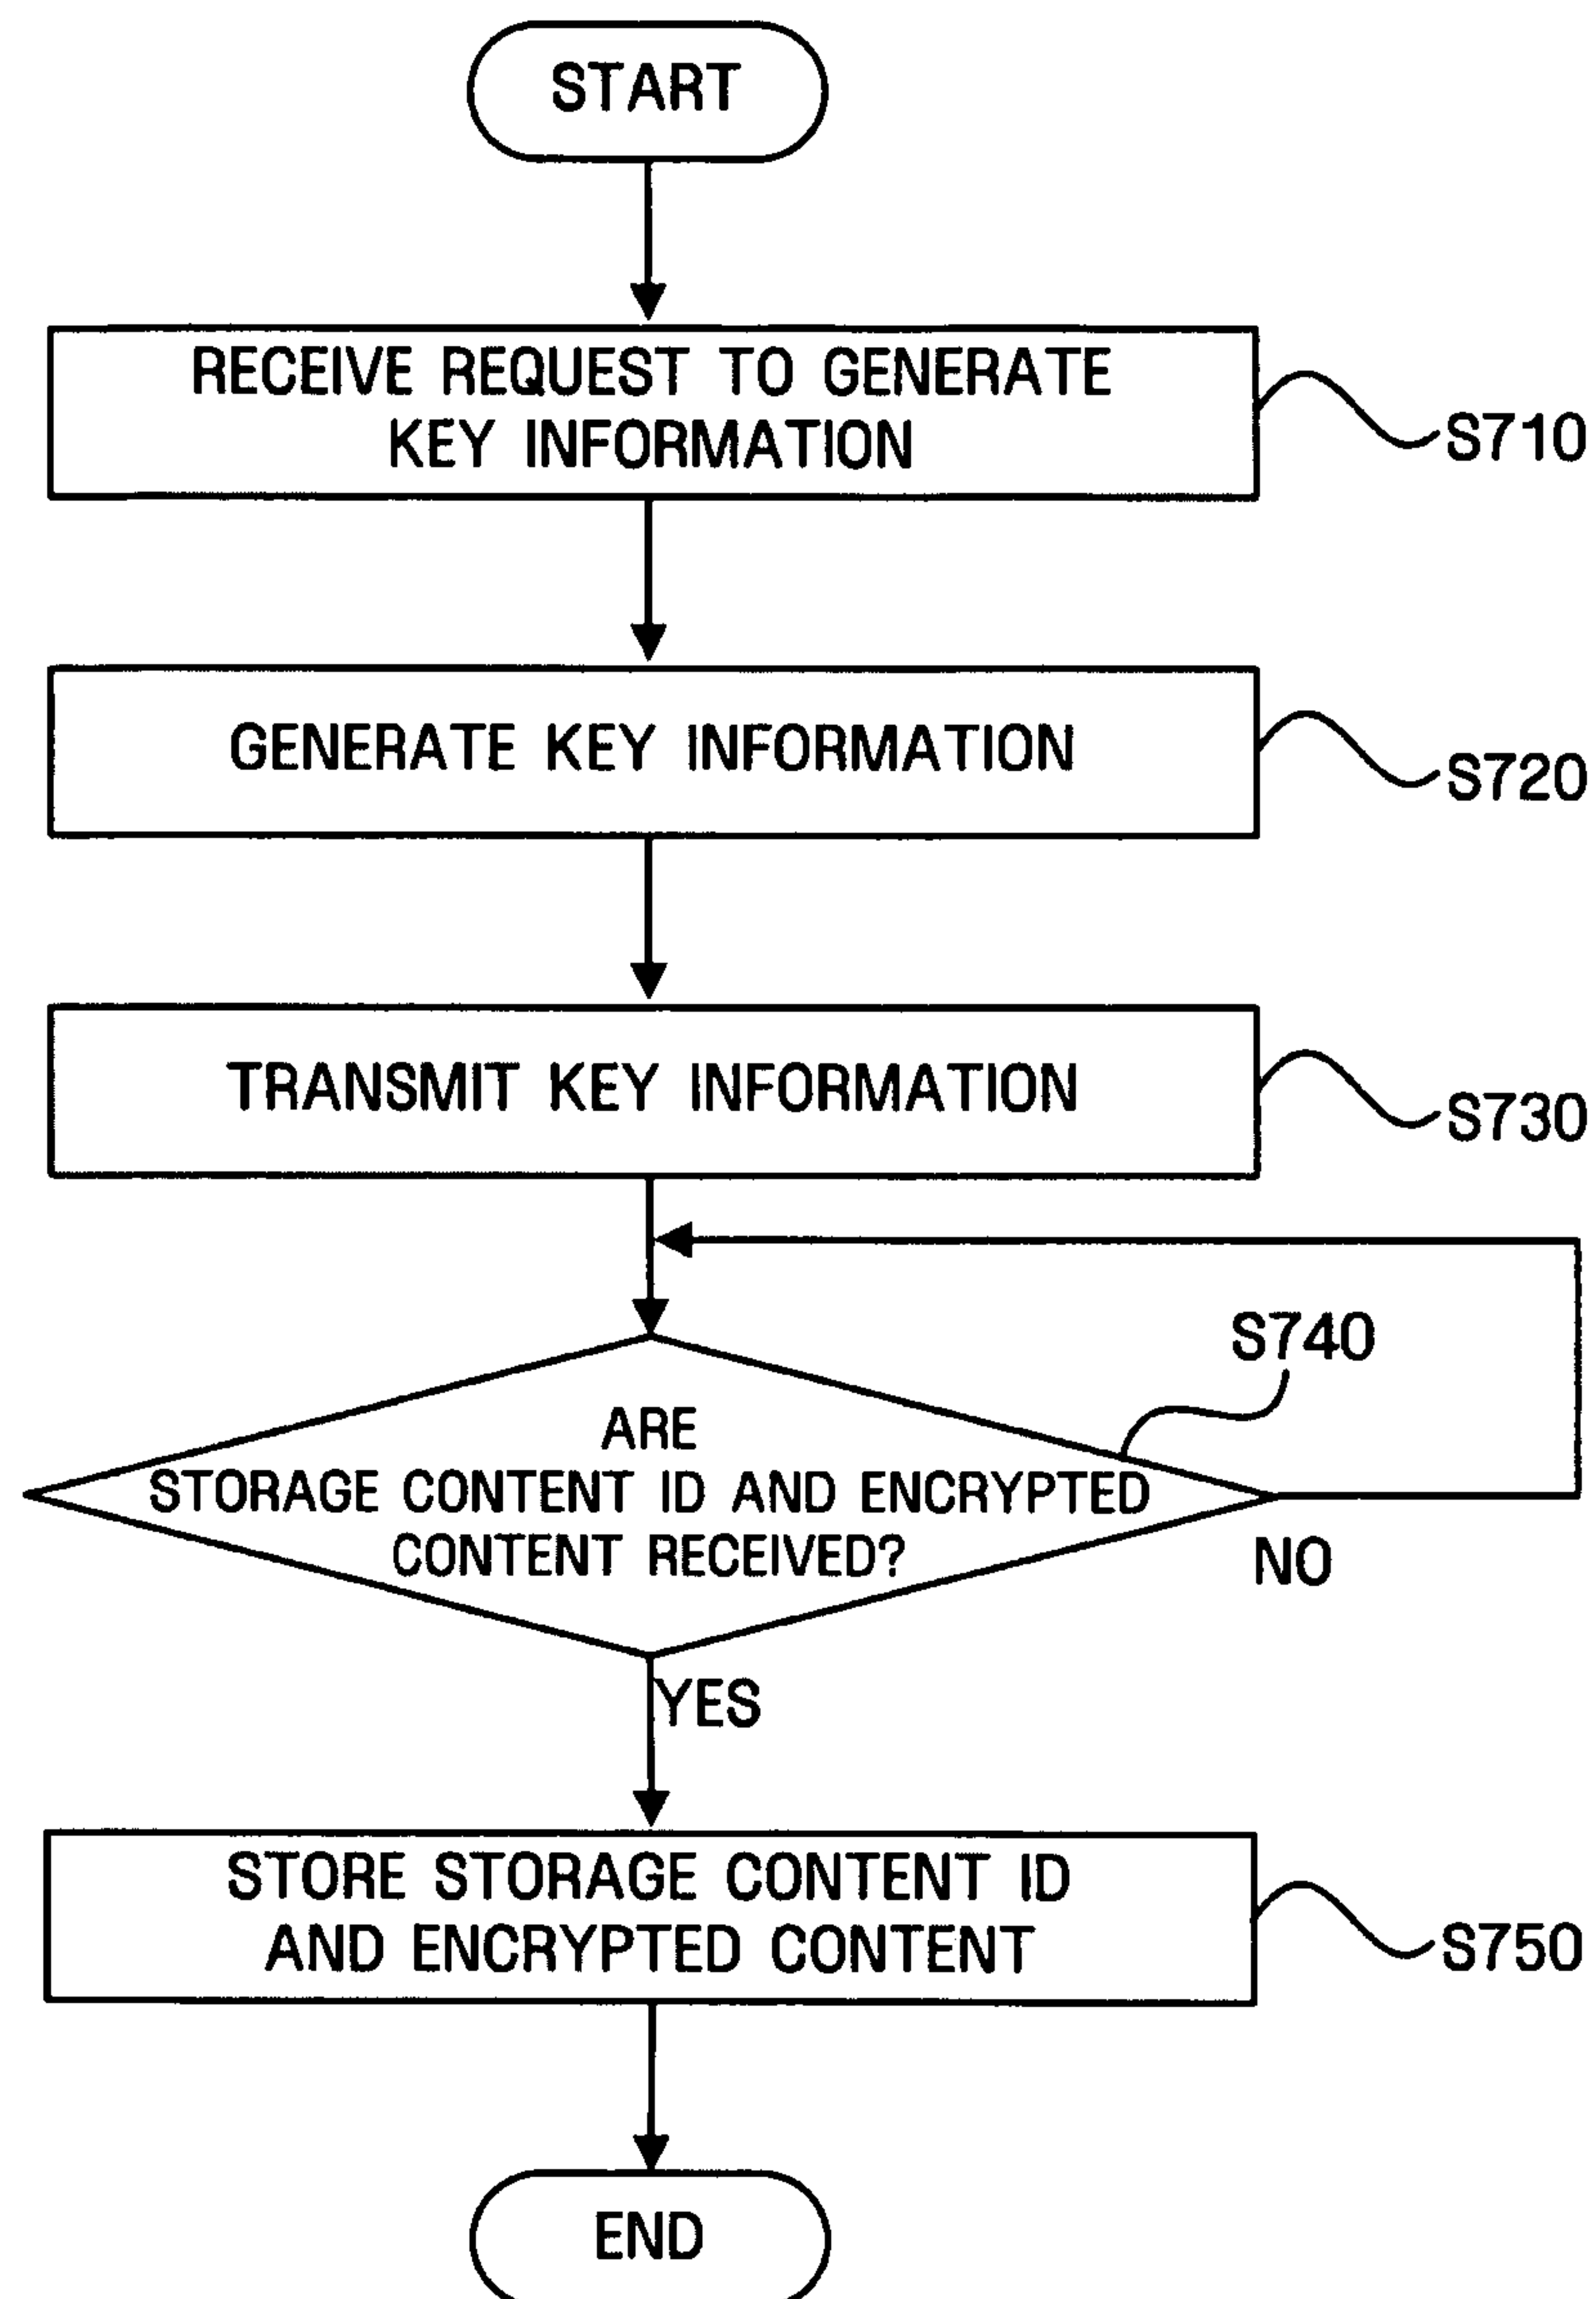 START
RECEIVE REQUEST TO GENERATE
KEY INFORMATION
S710
GENERATE KEY INFORMATION
S720
TRANSMIT KEY INFORMATION
S730
S740
ARE
STORAGE CONTENT ID AND ENCRYPTED
CONTENT RECEIVED?
NO
YES
STORE STORAGE CONTENT ID
AND ENCRYPTED CONTENT
S750
END